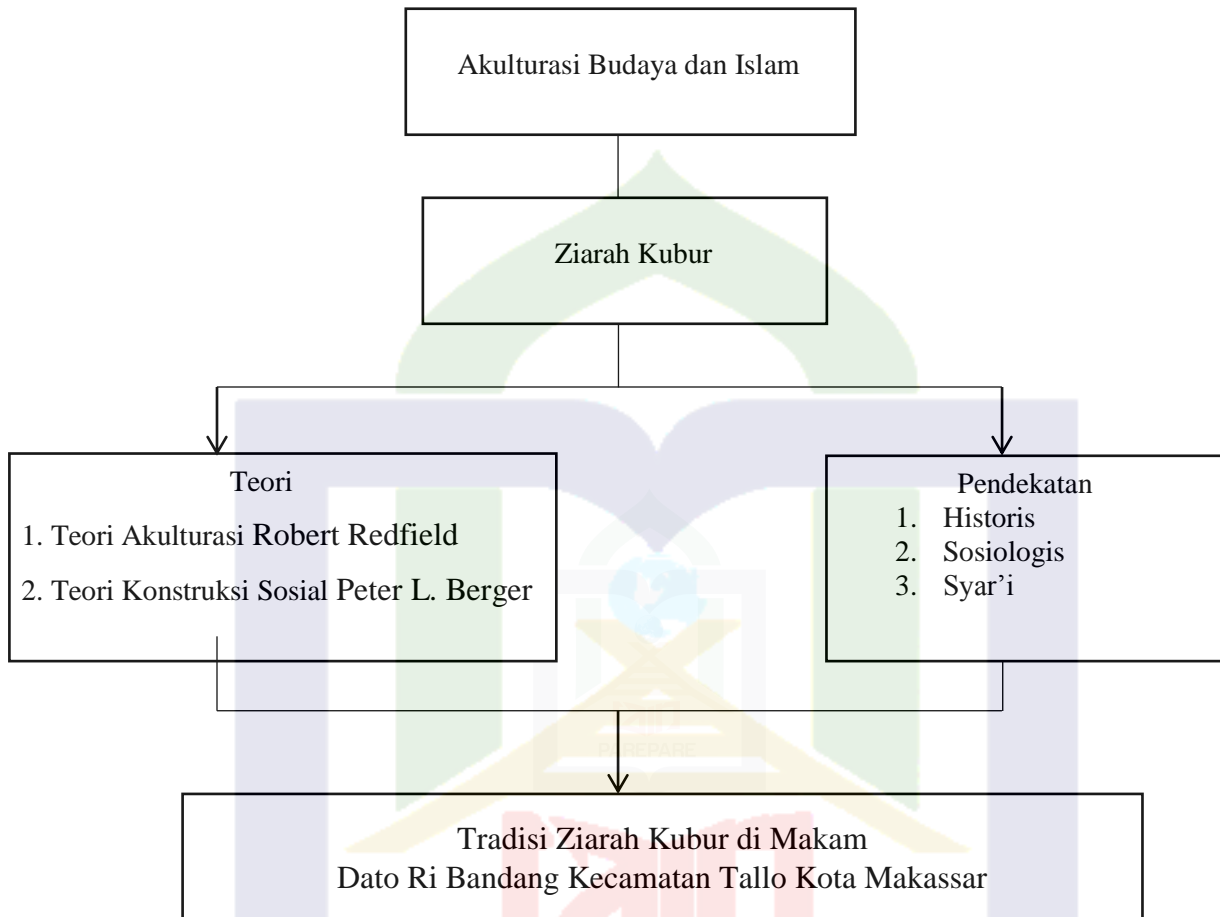 Akulturasi Budaya dan Islam
Ziarah Kubur
Teori
1. Teori Akulturasi Robert Redfield
2. Teori Konstruksi Sosial Peter L. Berger
Pendekatan
1. Historis
2. Sosiologis
3. Syar’i
PAREPARE
Tradisi Ziarah Kubur di Makam
Dato Ri Bandang Kecamatan Tallo Kota Makassar